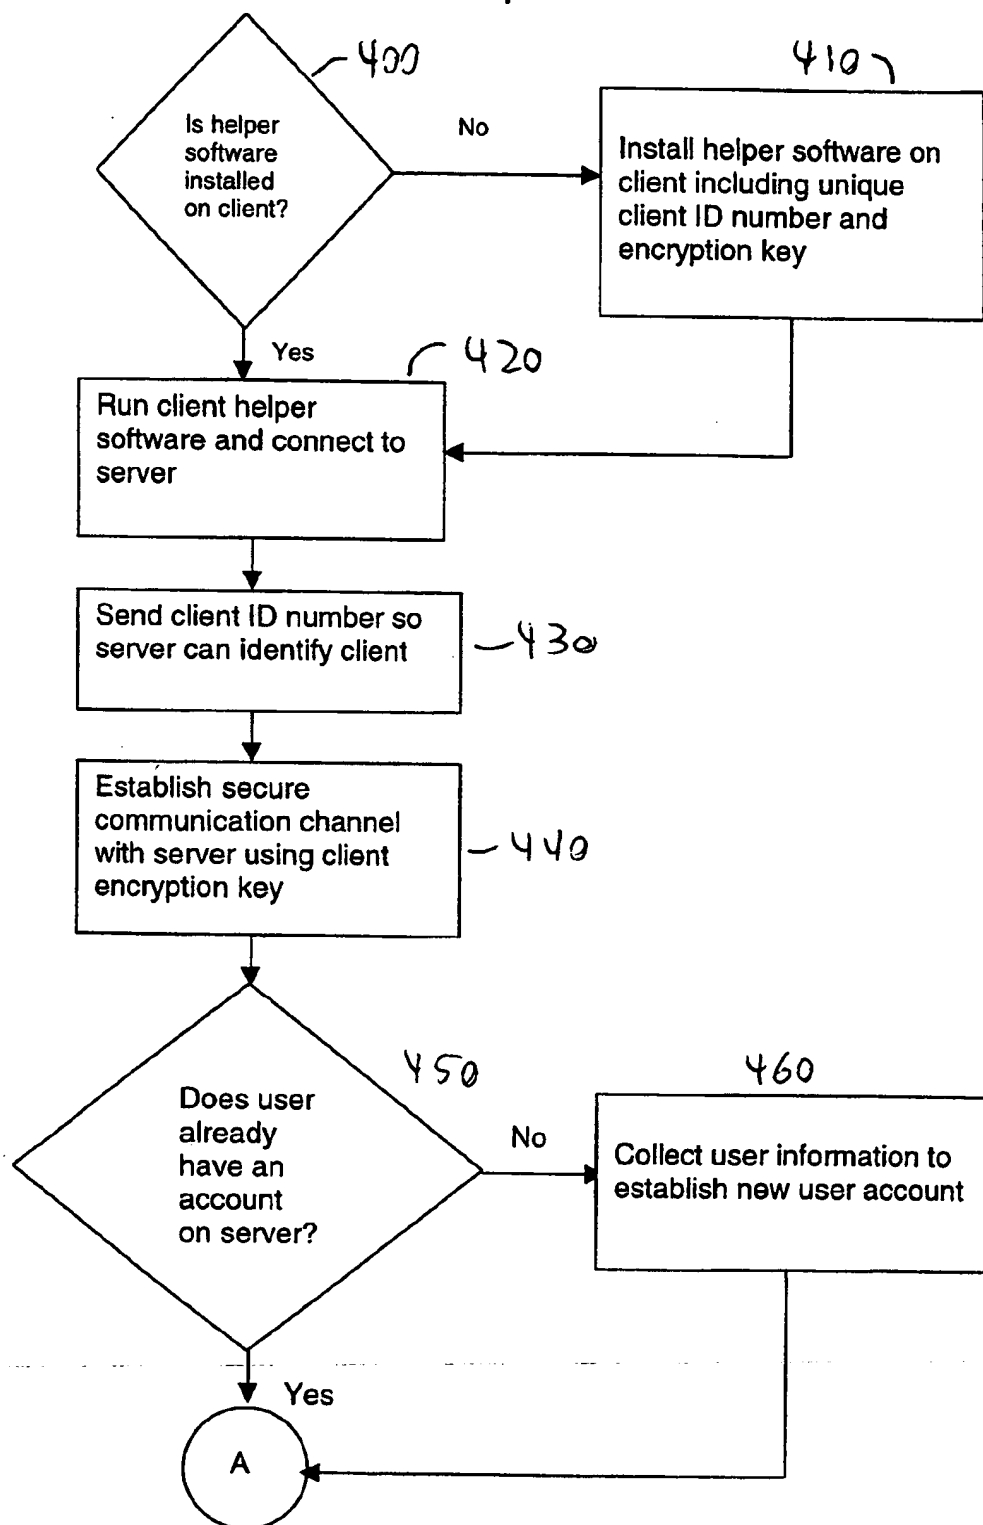 400
Is helper
software
installed
on client?
No
410
Install helper software on
client including unique
client ID number and
encryption key
Yes
420
Run client helper
software and connect to
server
Send client ID number so
server can identify client
430
Establish secure
communication channel
with server using client
encryption key
440
450
Does user
already
have an
account
on server?
No
460
Collect user information to
establish new user account
Yes
A